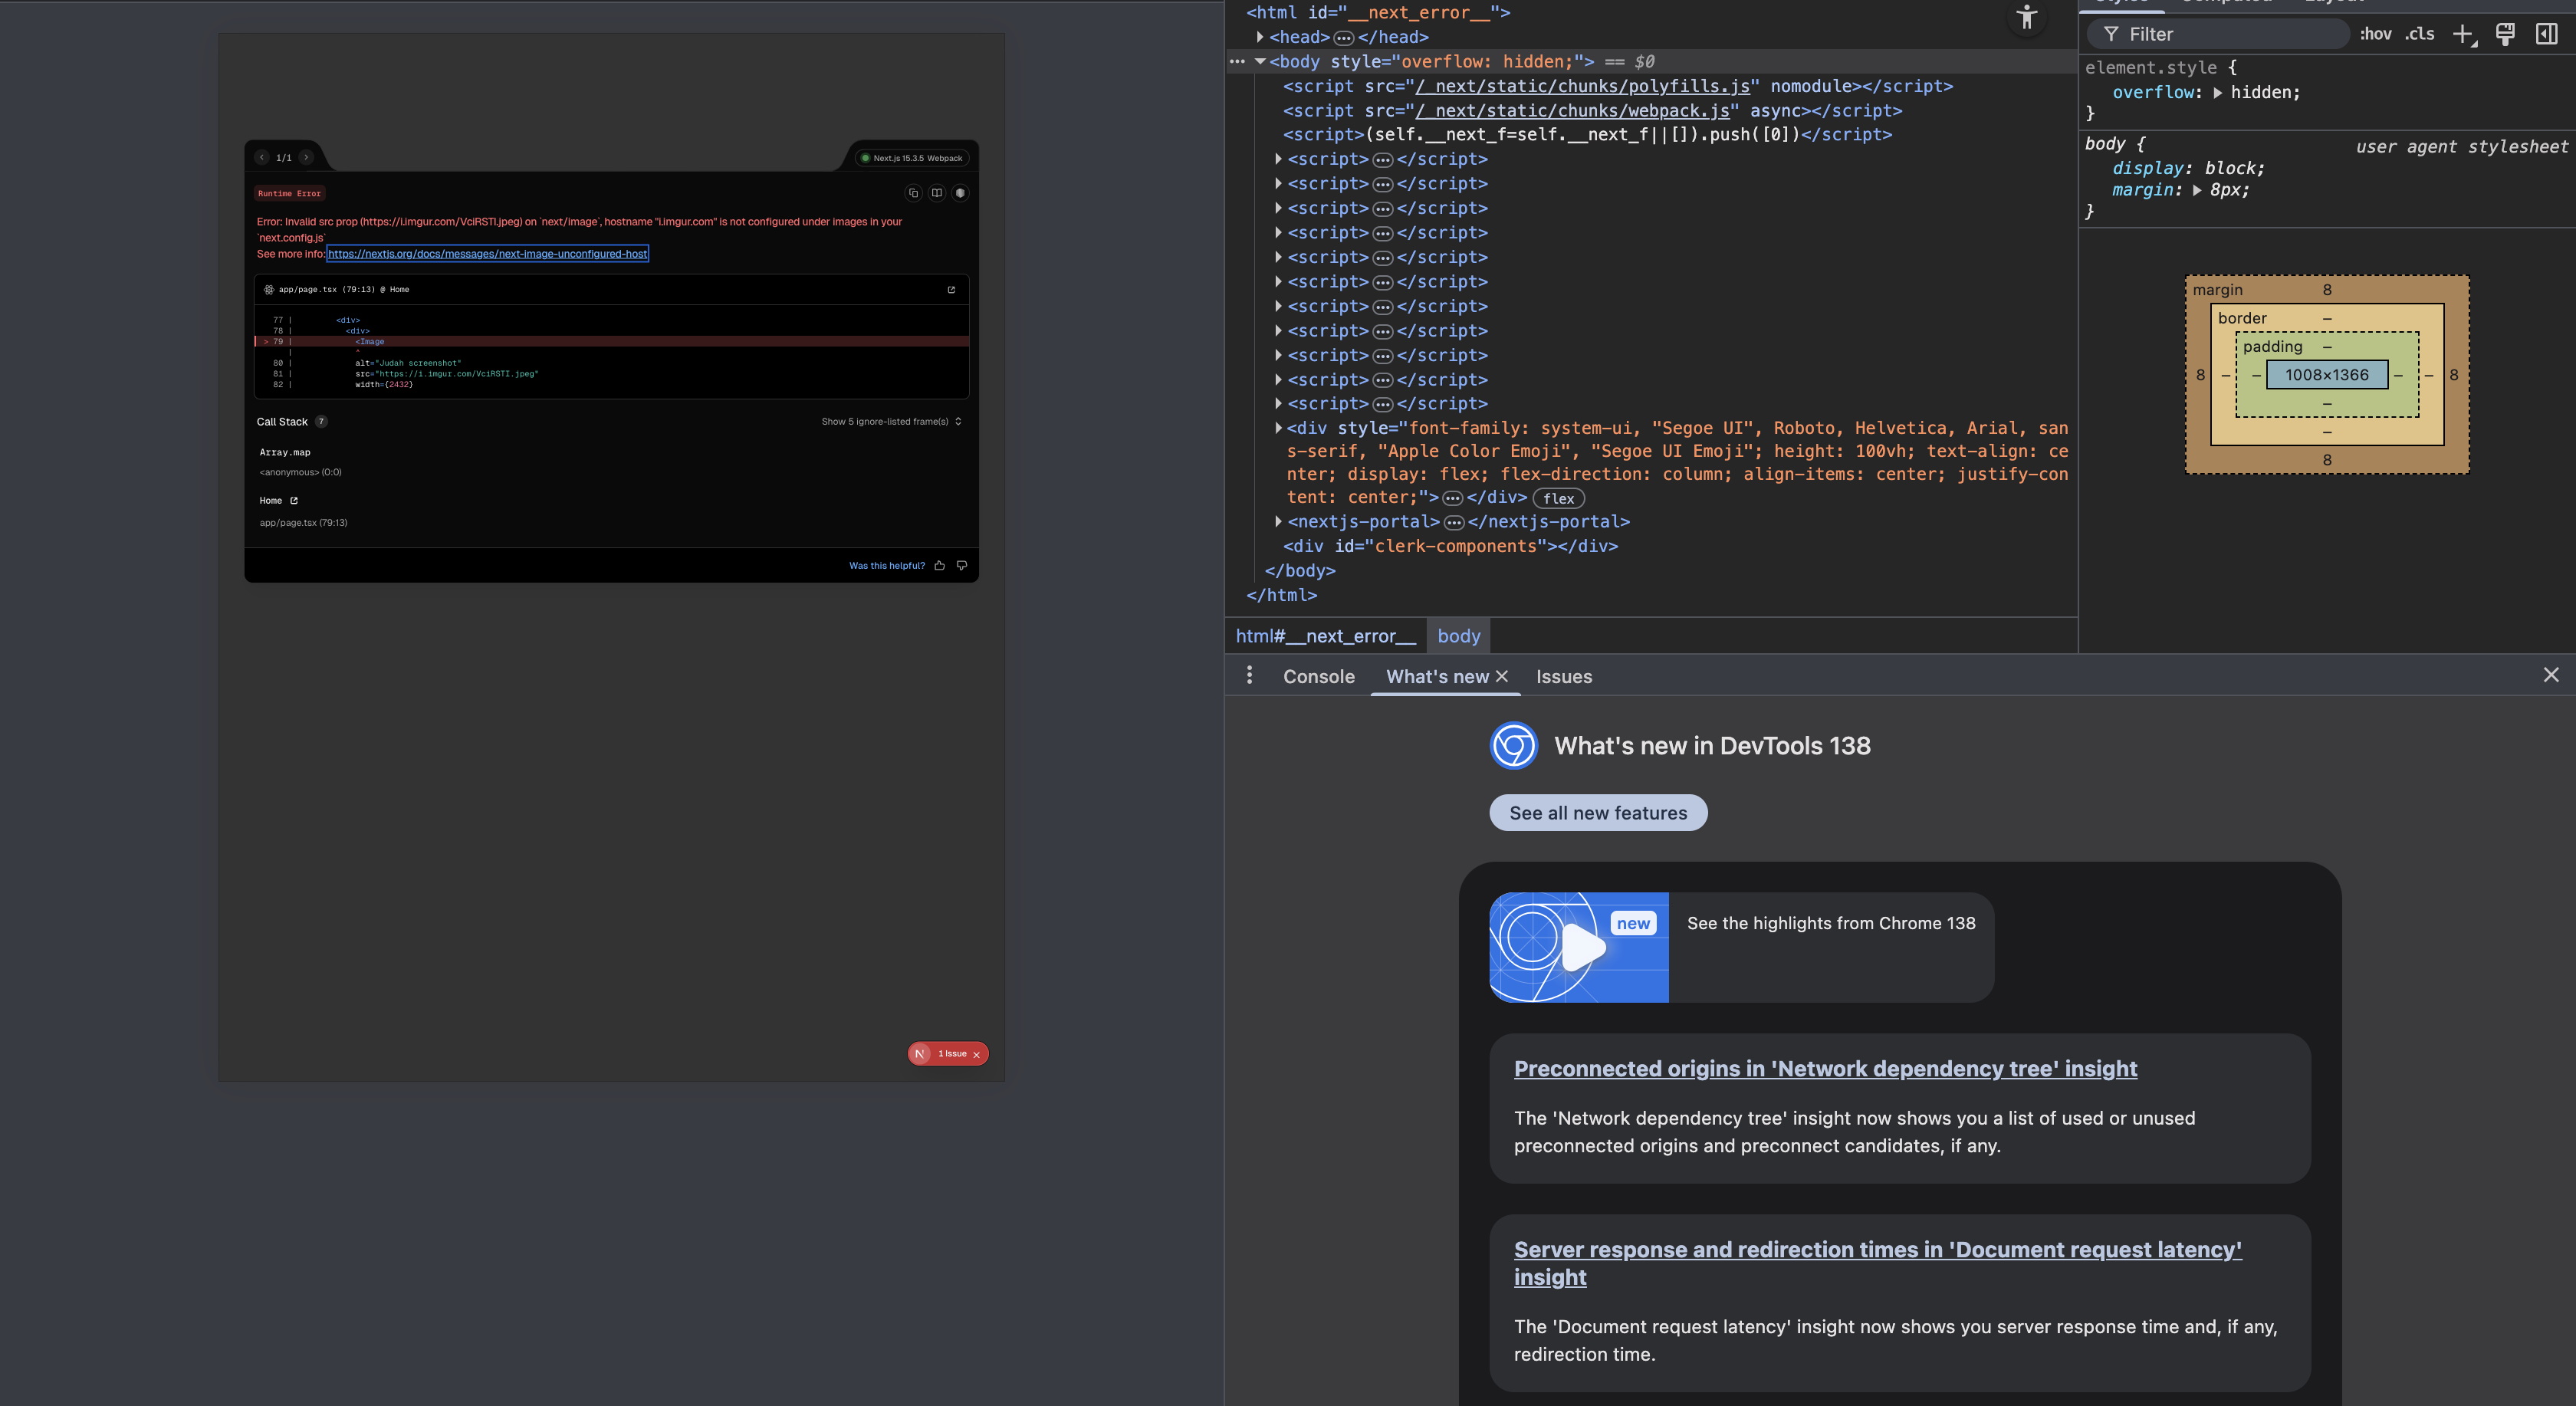 1/1
Next.js 15.3.5 Webpack
Runtime Error
Error: Invalid src prop (https://i.imgur.com/VciRSTI.jpeg) on `next/image`, hostname "i.imgur.com" is not configured under images in your
`next.config.js`
See more info: https://nextjs.org/docs/messages/next-image-unconfigured-host
app/page.tsx (79:13) @ Home
77 | <div>
78 | <div>
> 79 | <Image
| ^
80 | alt="Judah screenshot"
81 | src="https://i.imgur.com/VciRSTI.jpeg"
82 | width={2432}
Call Stack 7
Show 5 ignore-listed frame(s)
Array.map
<anonymous> (0:0)
Home
app/page.tsx (79:13)
Was this helpful?
N 1 Issue
<html id="__next_error__">
<head>…</head>
<body style="overflow: hidden;"> == $0
<script src="/_next/static/chunks/polyfills.js" nomodule></script>
<script src="/_next/static/chunks/webpack.js" async></script>
<script>(self.__next_f=self.__next_f||[]).push([0])</script>
<script>…</script>
<script>…</script>
<script>…</script>
<script>…</script>
<script>…</script>
<script>…</script>
<script>…</script>
<script>…</script>
<script>…</script>
<script>…</script>
<script>…</script>
<div style="font-family: system-ui, "Segoe UI", Roboto, Helvetica, Arial, san
s-serif, "Apple Color Emoji", "Segoe UI Emoji"; height: 100vh; text-align: ce
nter; display: flex; flex-direction: column; align-items: center; justify-con
tent: center;">…</div> flex
<nextjs-portal>…</nextjs-portal>
<div id="clerk-components"></div>
</body>
</html>
html#__next_error__ body
Filter
:hov .cls
element.style {
overflow: hidden;
}
body {
user agent stylesheet
display: block;
margin: 8px;
}
margin 8
border –
padding –
8 – – 1008×1366 – – 8
–
–
8
Console
What's new
Issues
What's new in DevTools 138
See all new features
new
See the highlights from Chrome 138
Preconnected origins in 'Network dependency tree' insight
The 'Network dependency tree' insight now shows you a list of used or unused
preconnected origins and preconnect candidates, if any.
Server response and redirection times in 'Document request latency'
insight
The 'Document request latency' insight now shows you server response time and, if any,
redirection time.